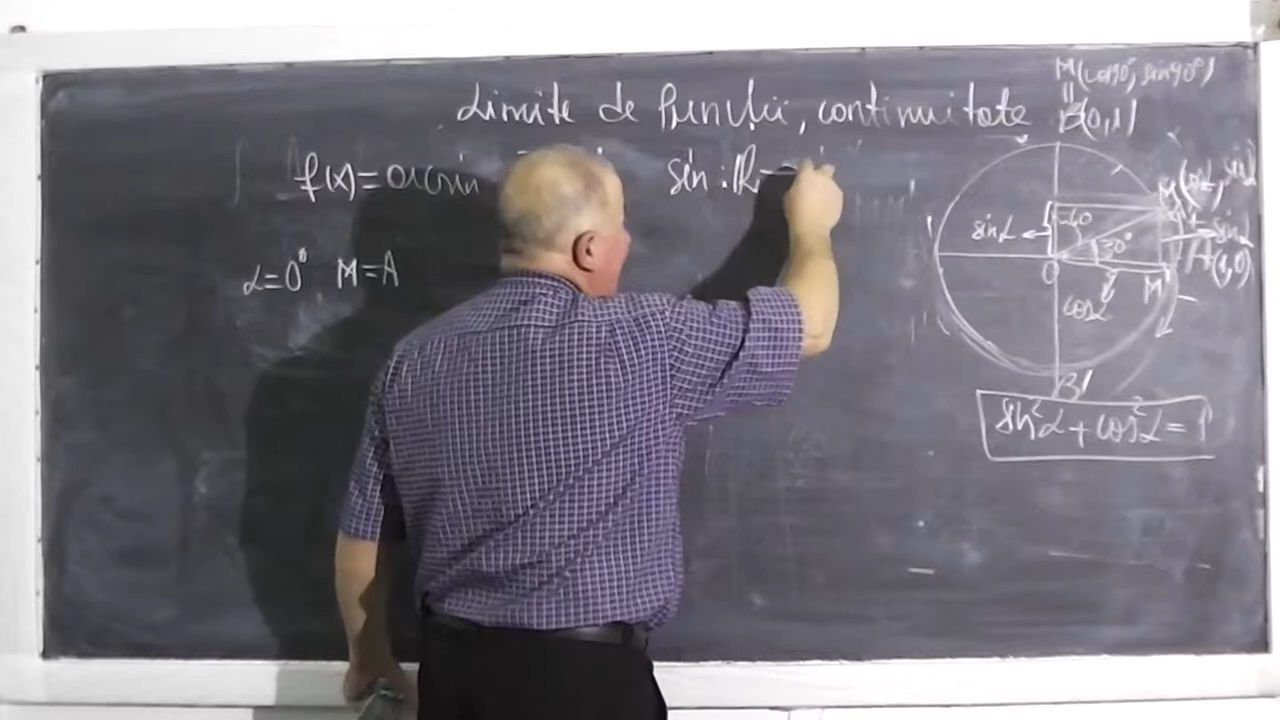 Limite de funcții, continuitate
f(x)=arcsin
sin:R→
α=0° M=A
M(cos90°, sin90°)
B(0,1)
sinα
60
30°
O
cosα
M'
sinα
(1,0)
B'
sin²α+cos²α=1